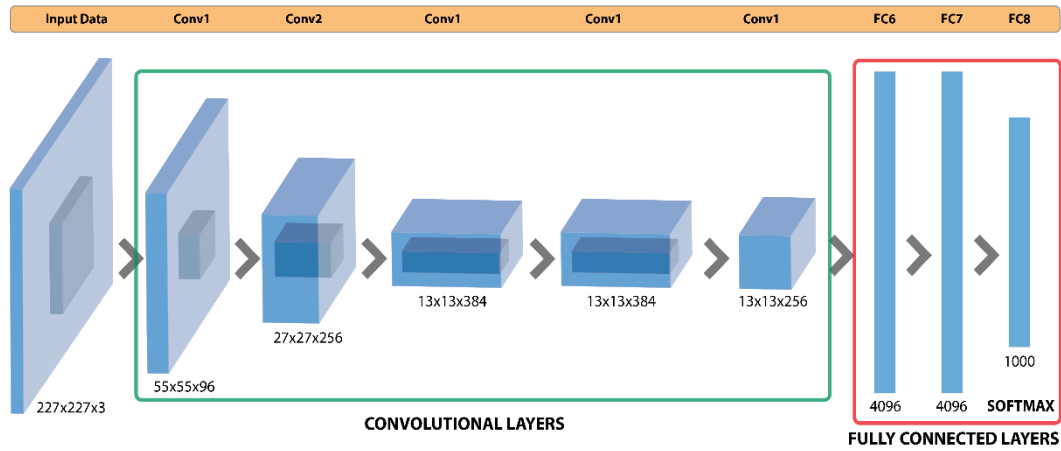 Input Data Conv1 Conv2 Conv1 Conv1 Conv1 FC6 FC7 FC8
227x227x3
55x55x96
27x27x256
13x13x384
13x13x384
13x13x256
CONVOLUTIONAL LAYERS
4096
4096
1000
SOFTMAX
FULLY CONNECTED LAYERS